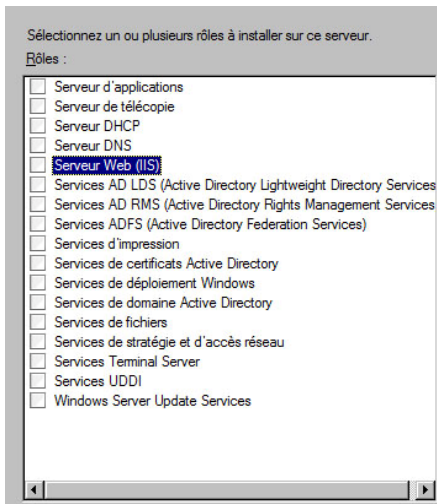 Sélectionnez un ou plusieurs rôles à installer sur ce serveur.
Rôles :
Serveur d'applications
Serveur de télécopie
Serveur DHCP
Serveur DNS
Serveur Web (IIS)
Services AD LDS (Active Directory Lightweight Directory Services
Services AD RMS (Active Directory Rights Management Services
Services ADFS (Active Directory Federation Services)
Services d'impression
Services de certificats Active Directory
Services de déploiement Windows
Services de domaine Active Directory
Services de fichiers
Services de stratégie et d'accès réseau
Services Terminal Server
Services UDDI
Windows Server Update Services